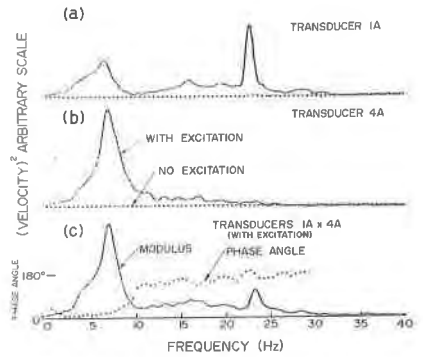 (a)
TRANSDUCER 1A
(b)
TRANSDUCER 4A
WITH EXCITATION
NO EXCITATION
(c)
TRANSDUCERS 1A x 4A
(WITH EXCITATION)
MODULUS
PHASE ANGLE
(VELOCITY)² ARBITRARY SCALE
PHASE ANGLE
180°
0
0 5 10 15 20 25 30 35 40
FREQUENCY (Hz)